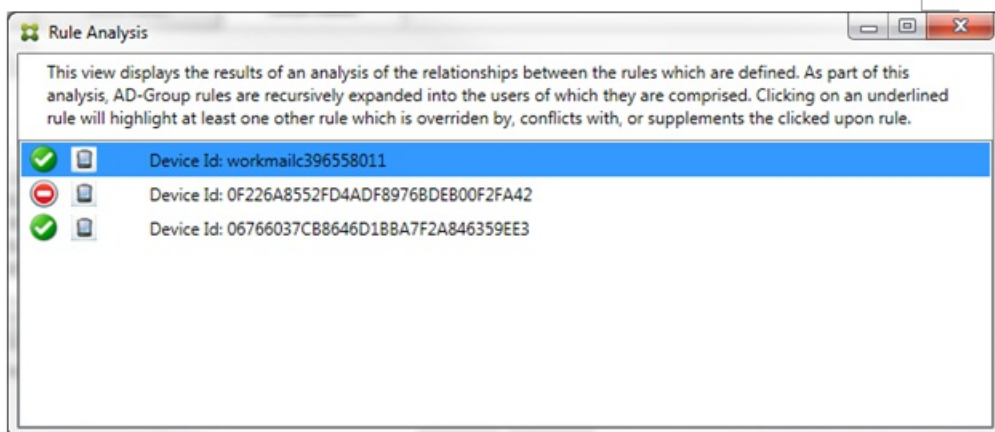 Rule Analysis
This view displays the results of an analysis of the relationships between the rules which are defined. As part of this
analysis, AD-Group rules are recursively expanded into the users of which they are comprised. Clicking on an underlined
rule will highlight at least one other rule which is overriden by, conflicts with, or supplements the clicked upon rule.
Device Id: workmailc396558011
Device Id: 0F226A8552FD4ADF8976BDEB00F2FA42
Device Id: 06766037CB8646D1BBA7F2A846359EE3